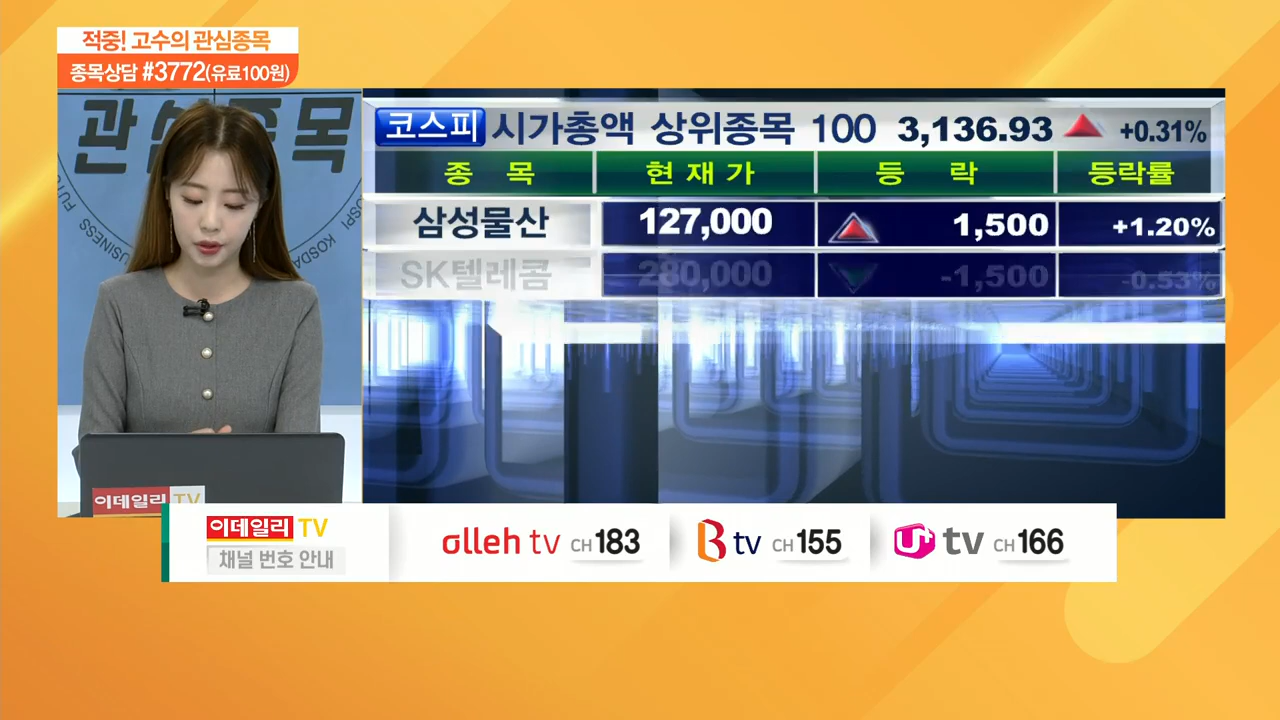 적중! 고수의 관심종목
종목상담 #3772(유료100원)
관심종목
BUSINESS FUTU
OSPI KOSDA
코스피 시가총액 상위종목 100 3,136.93 ▲ +0.31%
종목 현재가 등락 등락률
삼성물산 127,000 ▲ 1,500 +1.20%
SK텔레콤 280,000 ▼ -1,500 -0.53%
이데일리 TV
이데일리 TV
채널 번호 안내
olleh tv CH 183
B tv CH 155
U+ tv CH 166